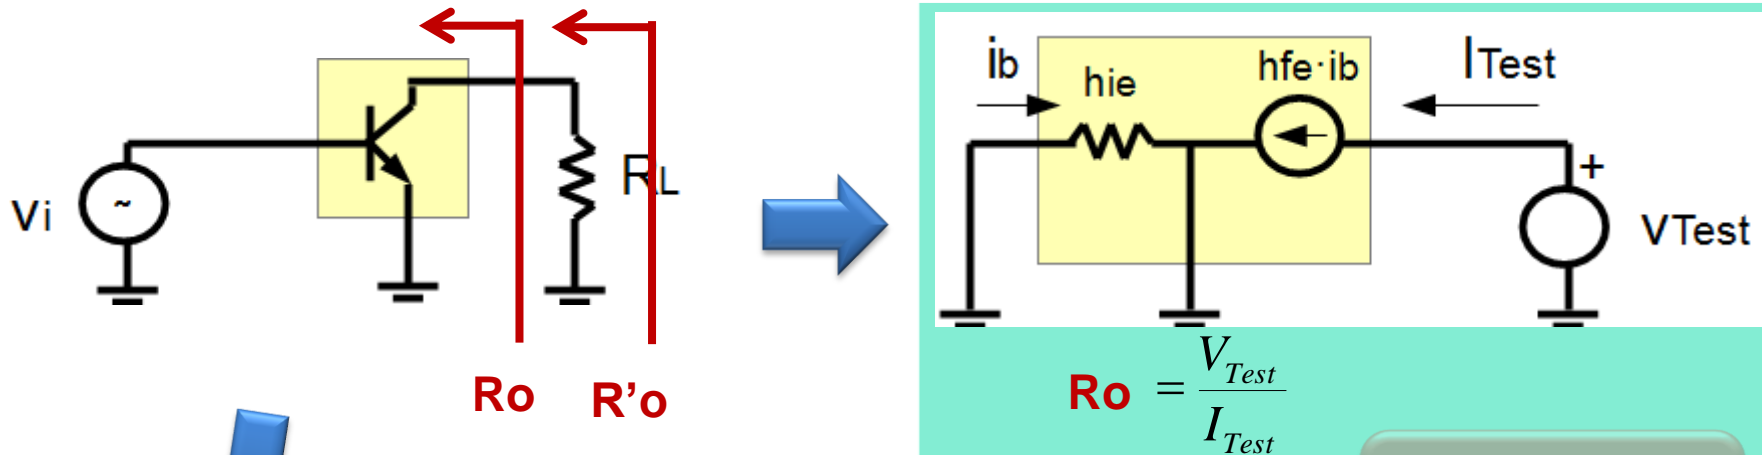 Vi
~
RL
Ro
R’o
ib
hie
hfe·ib
ITest
+
VTest
Ro = VTest
ITest